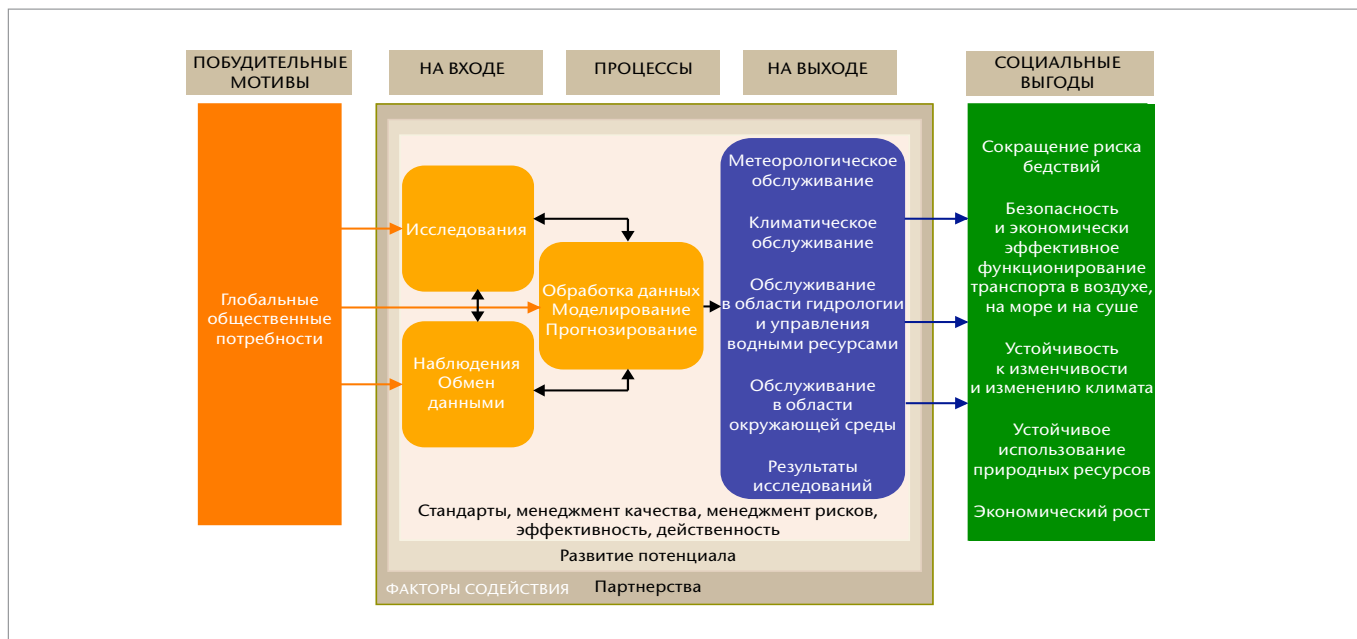 ПОБУДИТЕЛЬНЫЕ
МОТИВЫ
НА ВХОДЕ
ПРОЦЕССЫ
НА ВЫХОДЕ
СОЦИАЛЬНЫЕ
ВЫГОДЫ
Глобальные
общественные
потребности
Исследования
Наблюдения
Обмен
данными
Обработка данных
Моделирование
Прогнозирование
Метеорологическое
обслуживание
Климатическое
обслуживание
Обслуживание
в области гидрологии
и управления
водными ресурсами
Обслуживание
в области
окружающей среды
Результаты
исследований
Сокращение риска
бедствий
Безопасность
и экономически
эффективное
функционирование
транспорта в воздухе,
на море и на суше
Устойчивость
к изменчивости
и изменению климата
Устойчивое
использование
природных ресурсов
Экономический рост
Стандарты, менеджмент качества, менеджмент рисков,
эффективность, действенность
Развитие потенциала
ФАКТОРЫ СОДЕЙСТВИЯ
Партнерства